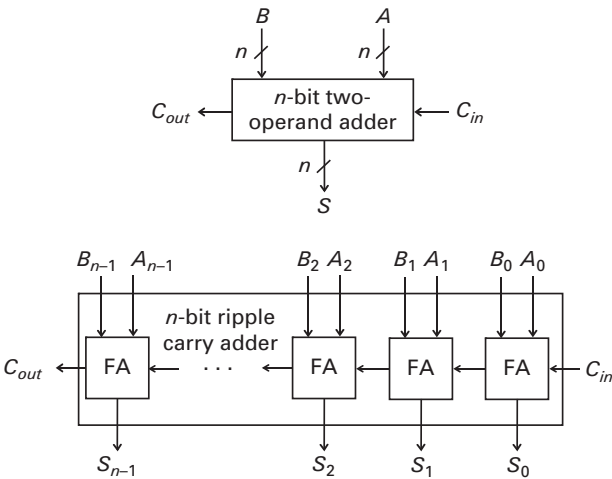 B A
n n
n-bit two-
operand adder
C_out C_in
n
S
B_{n–1} A_{n–1} B_2 A_2 B_1 A_1 B_0 A_0
n-bit ripple
carry adder
C_out FA · · · FA FA FA C_in
S_{n–1} S_2 S_1 S_0